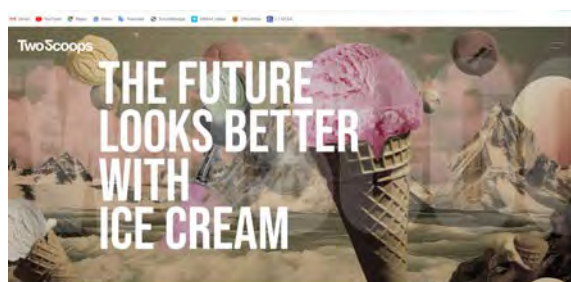 TwoScoops
THE FUTURE
LOOKS BETTER
WITH
ICE CREAM